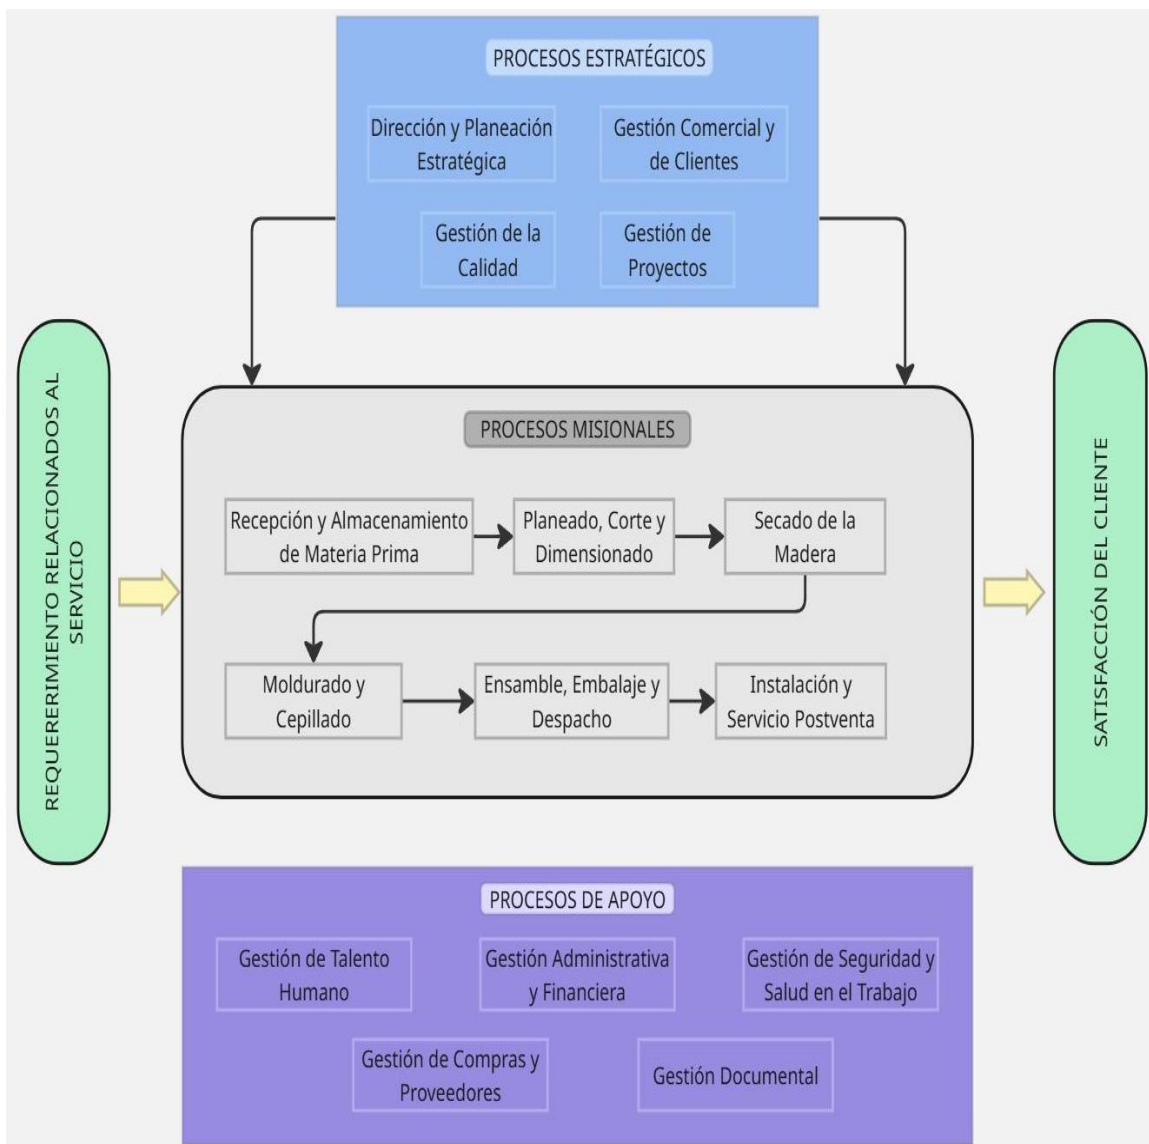 PROCESOS ESTRATÉGICOS
Dirección y Planeación
Estratégica
Gestión Comercial y
de Clientes
Gestión de la
Calidad
Gestión de
Proyectos
REQUERERIMIENTO RELACIONADOS AL
SERVICIO
PROCESOS MISIONALES
Recepción y Almacenamiento
de Materia Prima
Planeado, Corte y
Dimensionado
Secado de la
Madera
Moldurado y
Cepillado
Ensamble, Embalaje y
Despacho
Instalación y
Servicio Postventa
SATISFACCIÓN DEL CLIENTE
PROCESOS DE APOYO
Gestión de Talento
Humano
Gestión Administrativa
y Financiera
Gestión de Seguridad y
Salud en el Trabajo
Gestión de Compras y
Proveedores
Gestión Documental